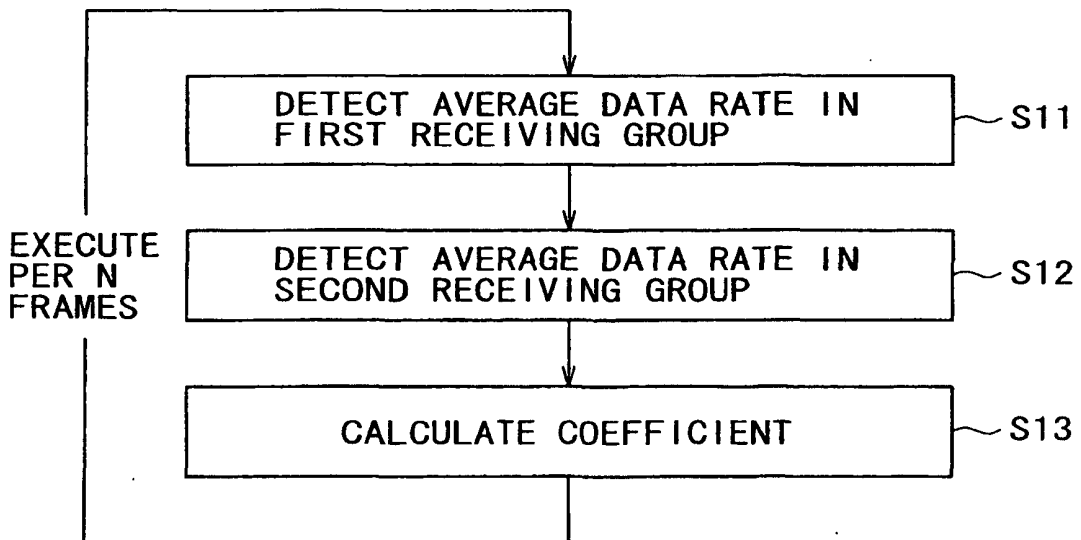 DETECT AVERAGE DATA RATE IN
FIRST RECEIVING GROUP
S11
EXECUTE
PER N
FRAMES
DETECT AVERAGE DATA RATE IN
SECOND RECEIVING GROUP
S12
CALCULATE COEFFICIENT
S13